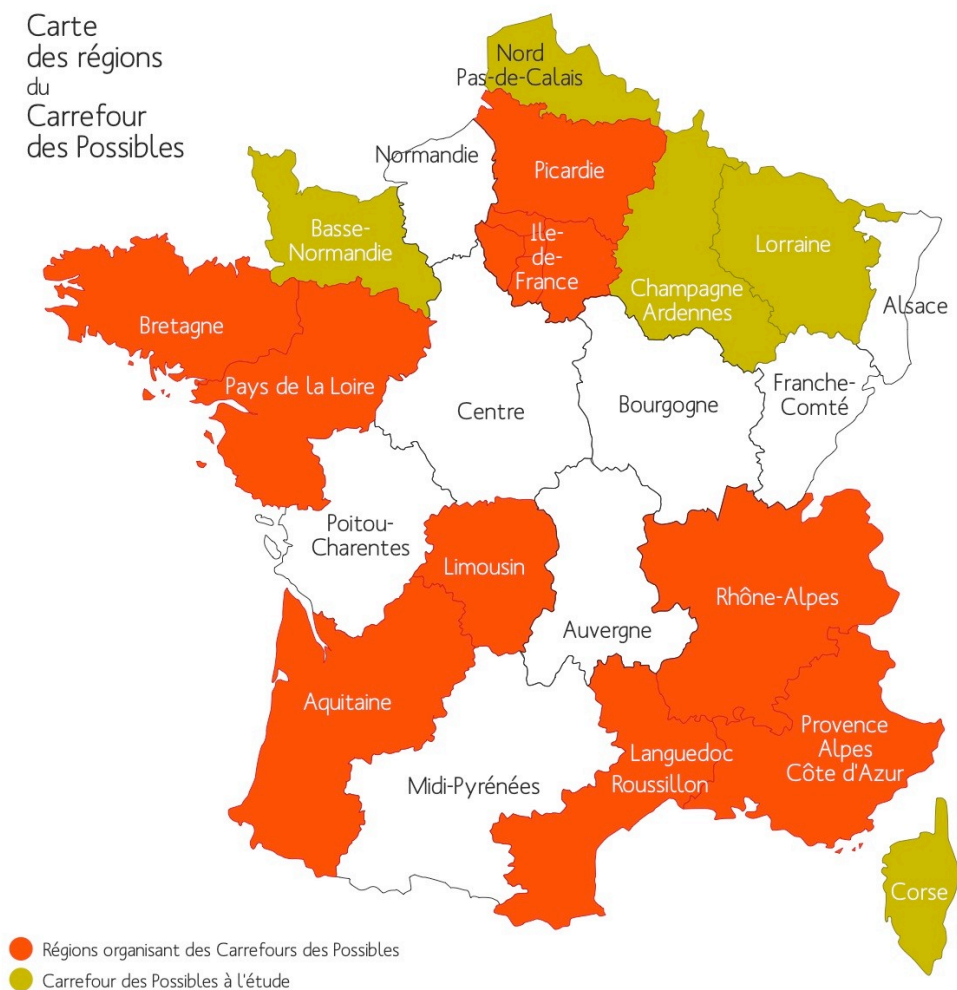 Carte
des régions
du
Carrefour
des Possibles
Nord
Pas-de-Calais
Normandie
Picardie
Basse-
Normandie
Ile-
de-
France
Lorraine
Champagne
Ardennes
Alsace
Bretagne
Pays de la Loire
Centre
Bourgogne
Franche-
Comté
Poitou-
Charentes
Limousin
Rhône-Alpes
Auvergne
Aquitaine
Provence
Alpes
Côte d'Azur
Languedoc
Roussillon
Midi-Pyrénées
Corse
Régions organisant des Carrefours des Possibles
Carrefour des Possibles à l'étude